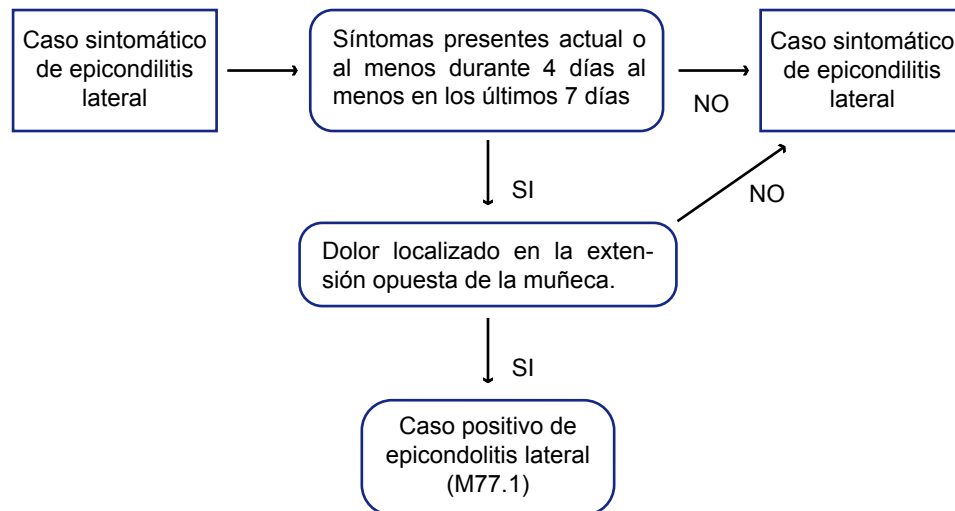 Caso sintomático
de epicondilitis
lateral
Síntomas presentes actual o
al menos durante 4 días al
menos en los últimos 7 días
NO
Caso sintomático
de epicondilitis
lateral
SI
NO
Dolor localizado en la exten-
sión opuesta de la muñeca.
SI
Caso positivo de
epicondolitis lateral
(M77.1)